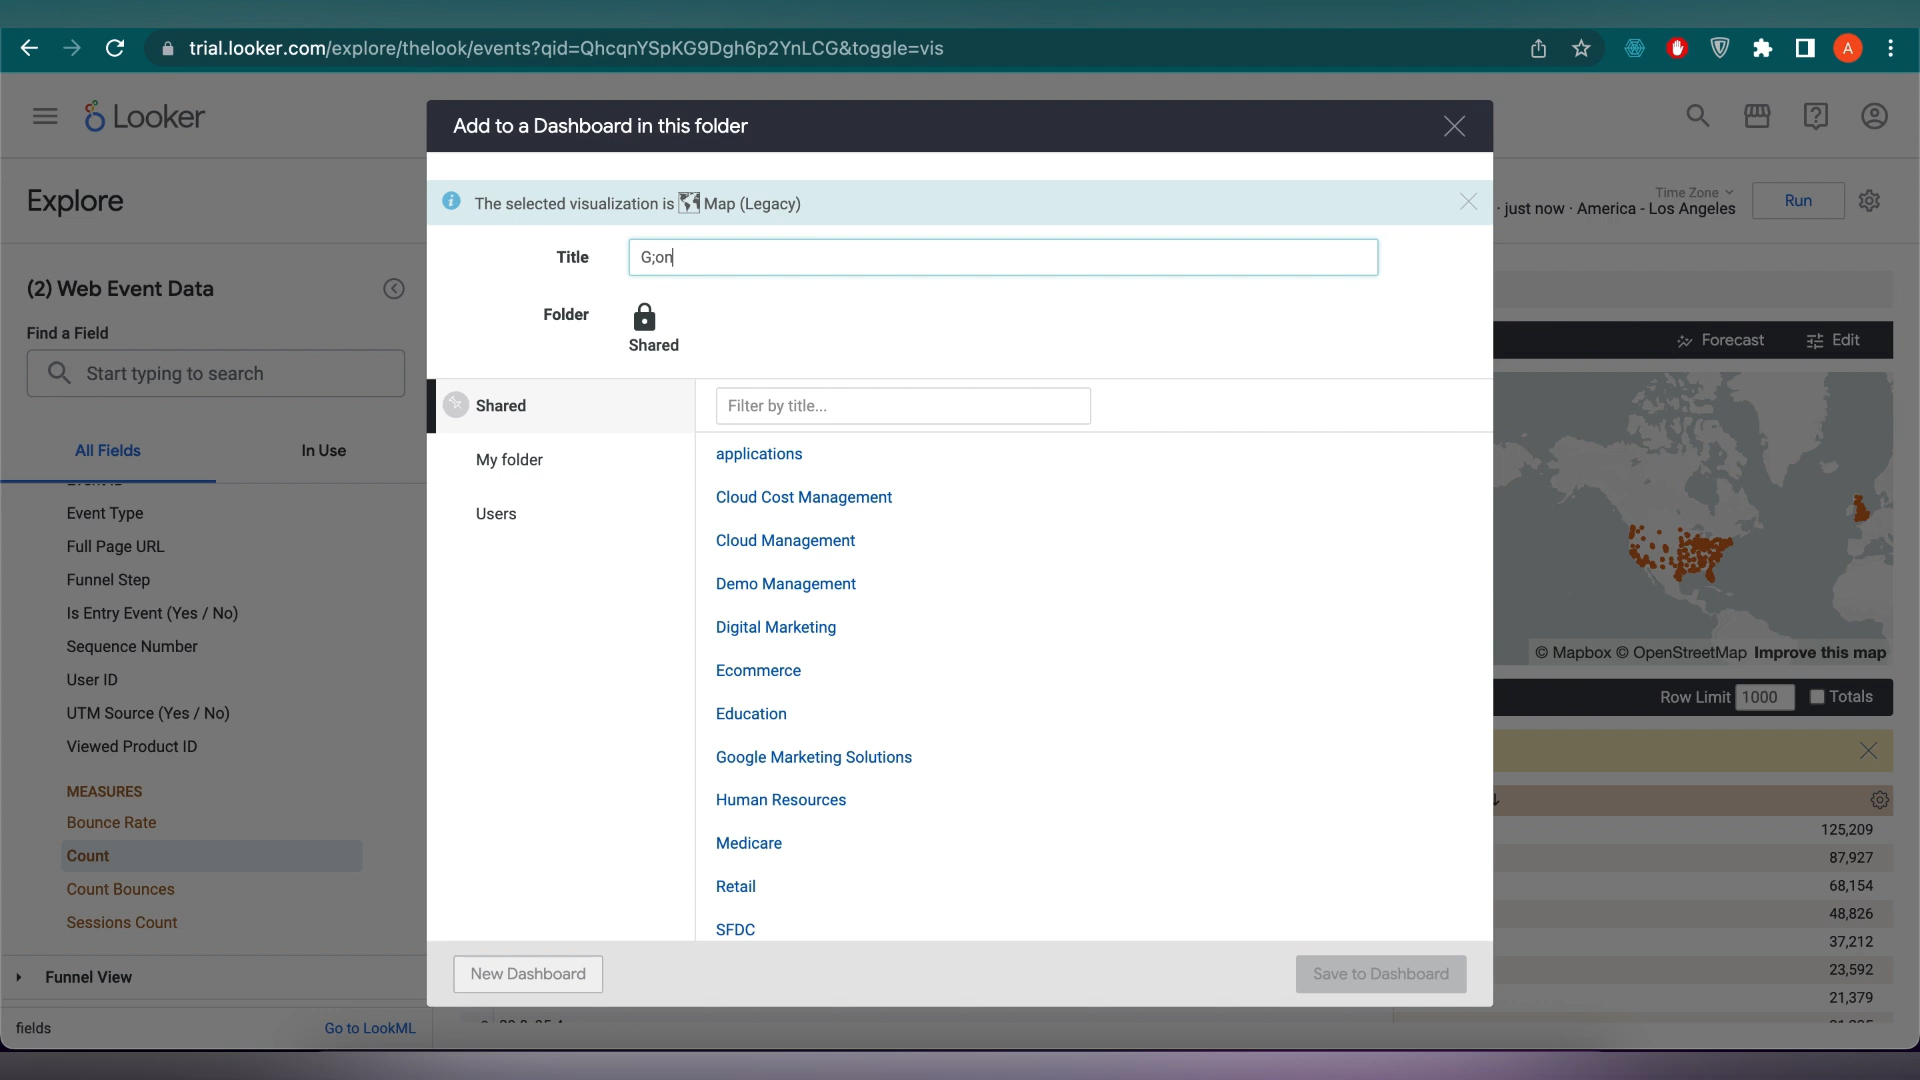 trial.looker.com/explore/thelook/events?qid=QhcqnYSpKG9Dgh6p2YnLCG&toggle=vis
A
Looker
Add to a Dashboard in this folder
Explore
The selected visualization is Map (Legacy)
Time Zone
· just now · America - Los Angeles
Run
Title
G;on
(2) Web Event Data
Folder
Shared
Find a Field
Start typing to search
Forecast
Edit
All Fields
In Use
Shared
Filter by title...
My folder
Users
applications
Cloud Cost Management
Cloud Management
Demo Management
Digital Marketing
Ecommerce
Education
Google Marketing Solutions
Human Resources
Medicare
Retail
SFDC
Event Type
Full Page URL
Funnel Step
Is Entry Event (Yes / No)
Sequence Number
User ID
UTM Source (Yes / No)
Viewed Product ID
MEASURES
Bounce Rate
Count
Count Bounces
Sessions Count
Funnel View
fields
Go to LookML
© Mapbox © OpenStreetMap Improve this map
Row Limit 1000
Totals
125,209
87,927
68,154
48,826
37,212
23,592
21,379
New Dashboard
Save to Dashboard